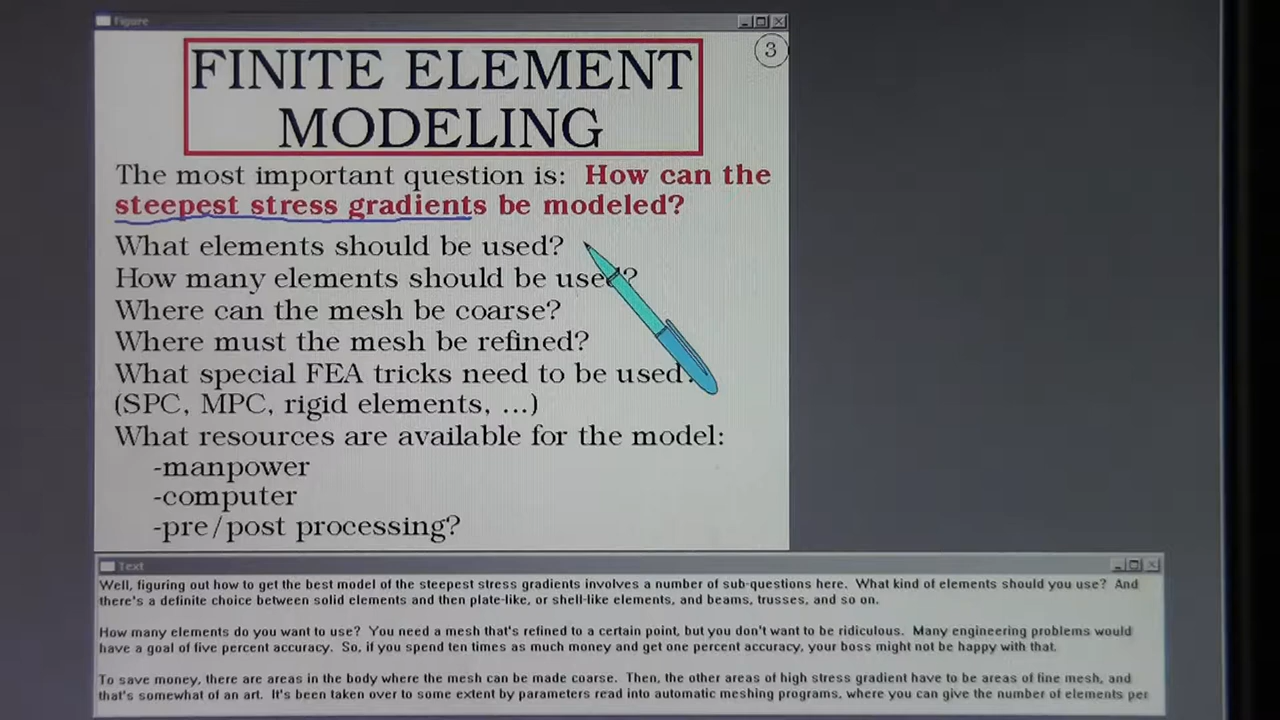 Figure
3
FINITE ELEMENT
MODELING
The most important question is: How can the
steepest stress gradients be modeled?
What elements should be used?
How many elements should be used?
Where can the mesh be coarse?
Where must the mesh be refined?
What special FEA tricks need to be used?
(SPC, MPC, rigid elements, ...)
What resources are available for the model:
-manpower
-computer
-pre/post processing?
Text
Well, figuring out how to get the best model of the steepest stress gradients involves a number of sub-questions here. What kind of elements should you use? And
there's a definite choice between solid elements and then plate-like, or shell-like elements, and beams, trusses, and so on.
How many elements do you want to use? You need a mesh that's refined to a certain point, but you don't want to be ridiculous. Many engineering problems would
have a goal of five percent accuracy. So, if you spend ten times as much money and get one percent accuracy, your boss might not be happy with that.
To save money, there are areas in the body where the mesh can be made coarse. Then, the other areas of high stress gradient have to be areas of fine mesh, and
that's somewhat of an art. It's been taken over to some extent by parameters read into automatic meshing programs, where you can give the number of elements per